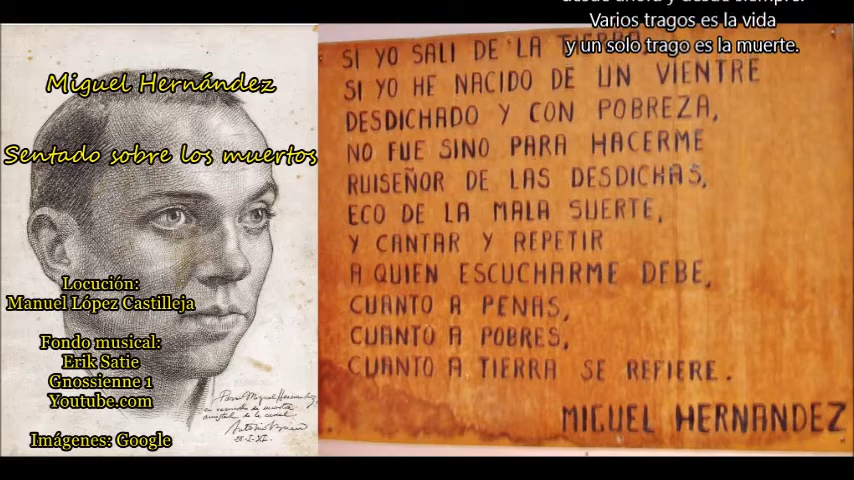 Miguel Hernández
Sentado sobre los muertos
Locución:
Manuel López Castilleja
Fondo musical:
Erik Satie
Gnossienne 1
Youtube.com
Imágenes: Google
desde ahora y desde siempre.
Varios tragos es la vida
y un solo trago es la muerte.
SI YO SALI DE LA TIERRA
SI YO HE NACIDO DE UN VIENTRE
DESDICHADO Y CON POBREZA,
NO FUE SINO PARA HACERME
RUISEÑOR DE LAS DESDICHAS,
ECO DE LA MALA SUERTE,
Y CANTAR Y REPETIR
A QUIEN ESCUCHARME DEBE,
CUANTO A PENAS,
CUANTO A POBRES,
CUANTO A TIERRA SE REFIERE.
MIGUEL HERNANDEZ